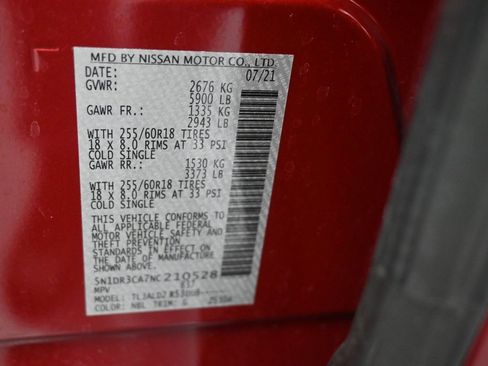 MFD BY NISSAN MOTOR CO., LTD.
DATE: 07/21
GVWR: 2676 KG
5900 LB
GAWR FR.: 1335 KG
2943 LB
WITH 255/60R18 TIRES
18 X 8.0 RIMS AT 33 PSI
COLD SINGLE
GAWR RR.: 1530 KG
3373 LB
WITH 255/60R18 TIRES
18 X 8.0 RIMS AT 33 PSI
COLD SINGLE
THIS VEHICLE CONFORMS TO
ALL APPLICABLE FEDERAL
MOTOR VEHICLE SAFETY AND
THEFT PREVENTION
STANDARDS IN EFFECT ON
THE DATE OF MANUFACTURE
SHOWN ABOVE.
5N1DR3CA7NC210528
MPV
MODEL:
COLOR: NBL TRIM: G